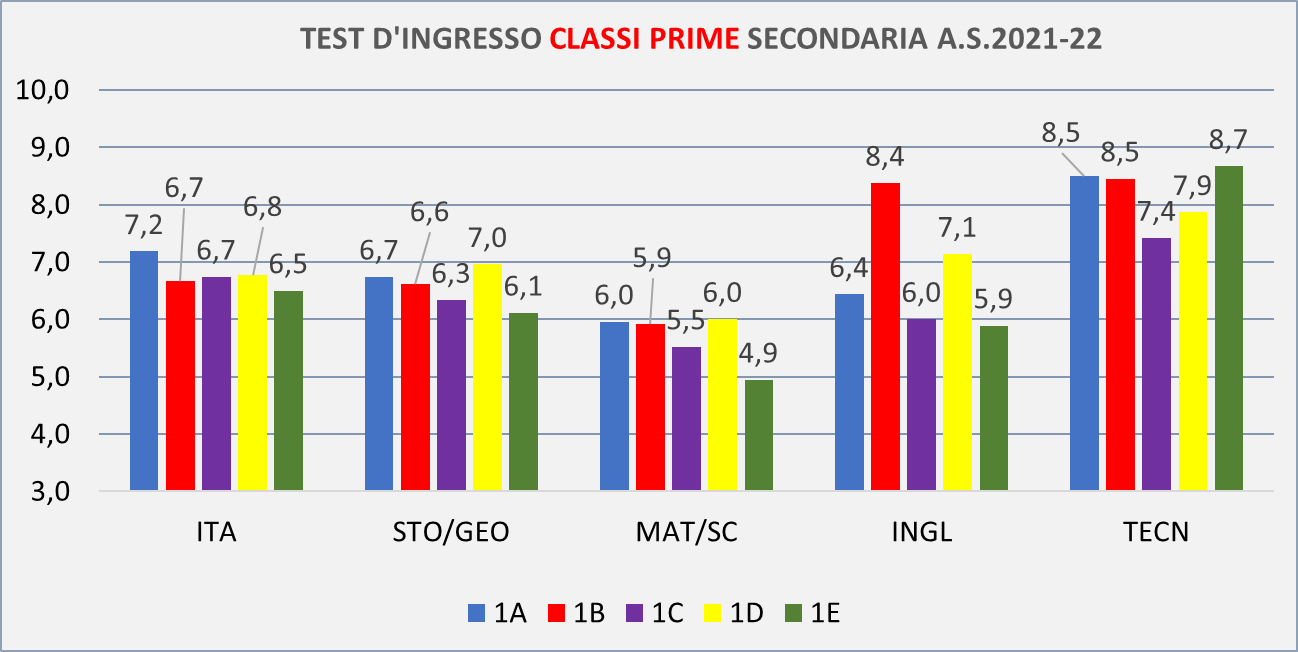 TEST D'INGRESSO CLASSI PRIME SECONDARIA A.S.2021-22
10,0
9,0
8,0
7,0
6,0
5,0
4,0
3,0
7,2 6,7 6,7 6,8 6,5
6,7 6,6 6,3 7,0 6,1
6,0 5,9 5,5 6,0 4,9
6,4 8,4 6,0 7,1 5,9
8,5 8,5 7,4 7,9 8,7
ITA STO/GEO MAT/SC INGL TECN
1A 1B 1C 1D 1E